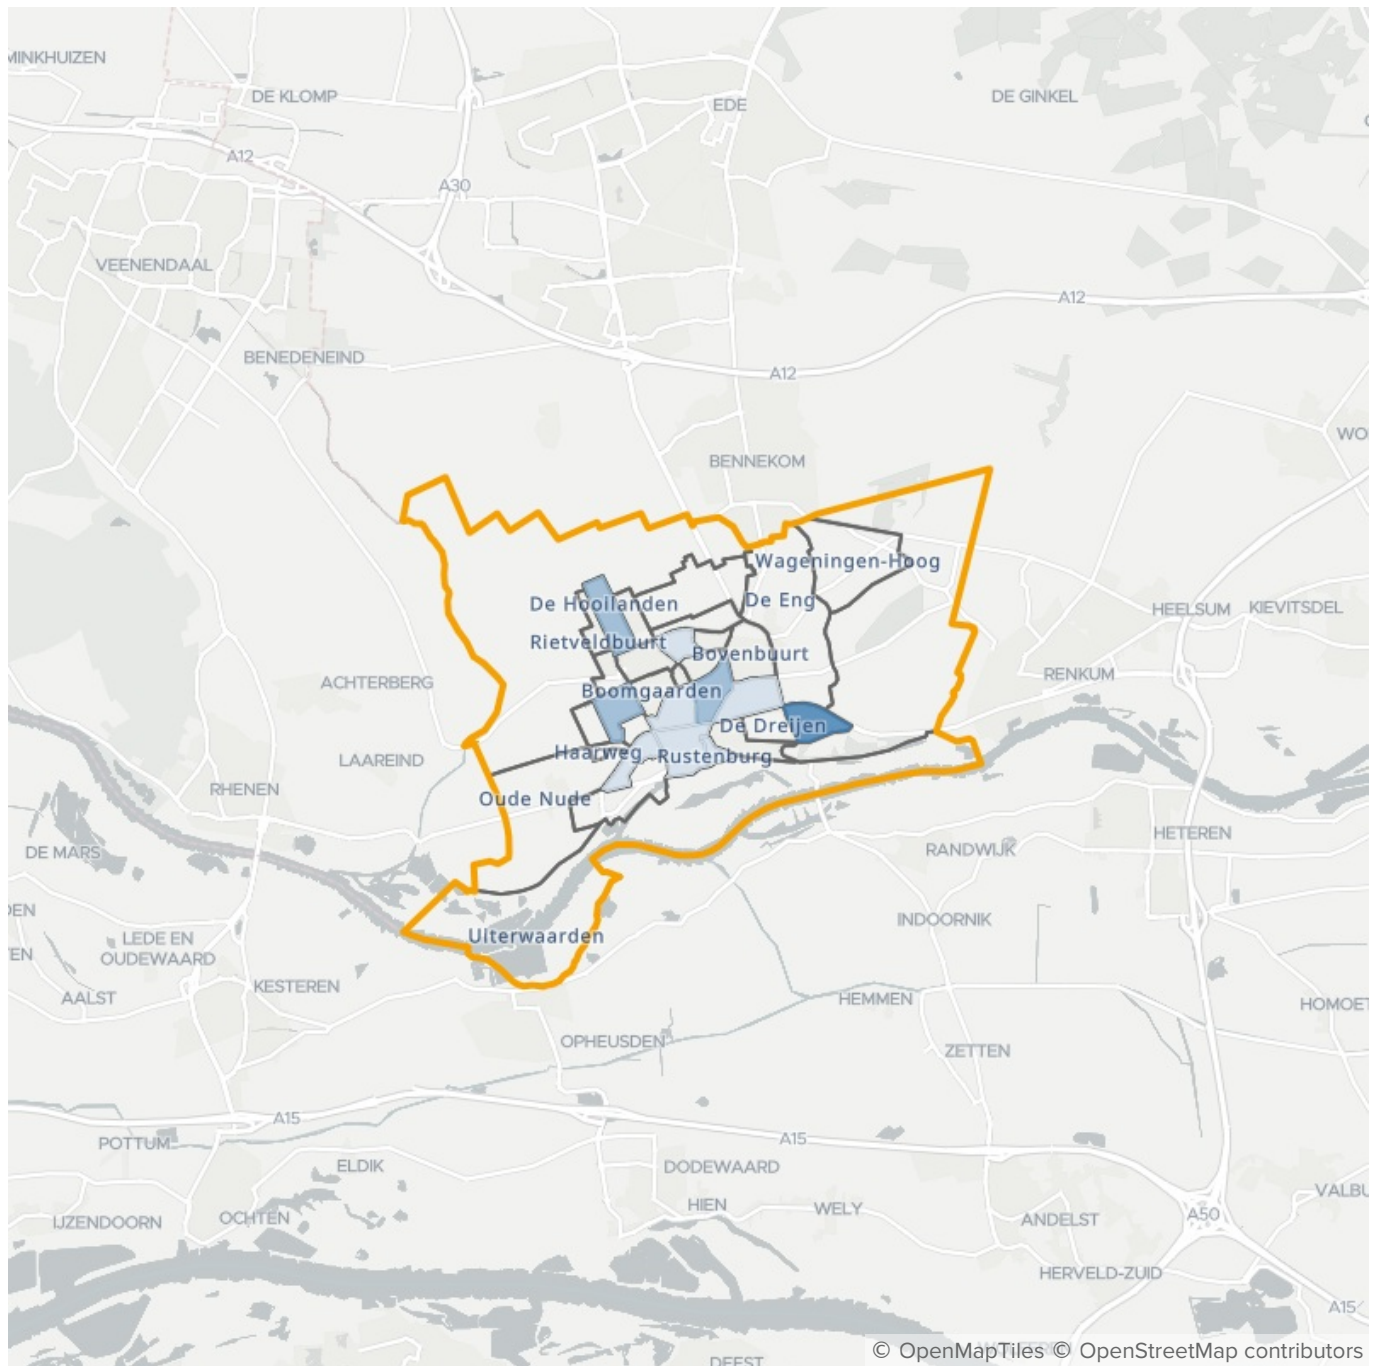 MINKHUIZEN
DE KLOMP
EDE
DE GINKEL
A12
A30
VEENENDAAL
A12
BENEDENEIND
A12
WO
BENNEKOM
Wageningen-Hoog
De Hooilanden
De Eng
HEELSUM
KIEVITSDEL
Rietveldbuurt
Bovenbuurt
RENKUM
ACHTERBERG
Boomgaarden
De Dreijen
Haarweg
Rustenburg
LAAREIND
RHENEN
Oude Nude
HETEREN
DE MARS
RANDWIJK
DEN
INDOORNIK
LEDE EN
OUDEWAARD
Uiterwaarden
TEN
KESTEREN
AALST
HEMMEN
HOMOET
OPHEUSDEN
ZETTEN
A15
A15
POTTUM
ELDIK
DODEWAARD
VALBU
HIEN
WELY
IJZENDOORN
OCHTEN
ANDELST
A50
HERVELD-ZUID
A15
© OpenMapTiles © OpenStreetMap contributors
DEEST